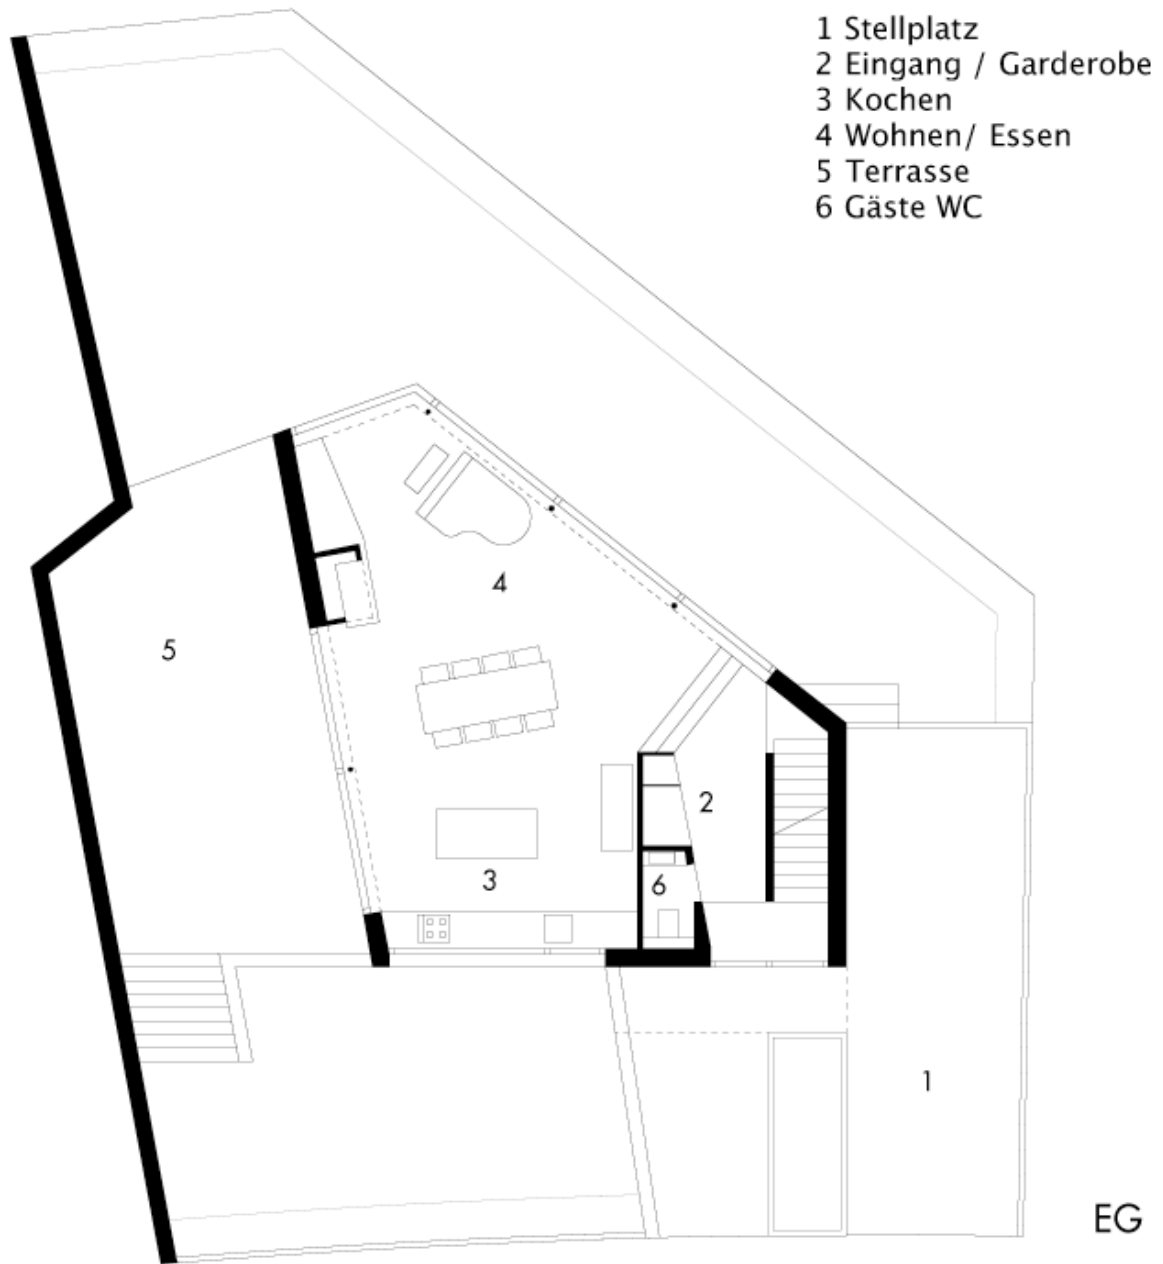 1 Stellplatz
2 Eingang / Garderobe
3 Kochen
4 Wohnen/ Essen
5 Terrasse
6 Gäste WC
4
5
2
3
6
1
EG